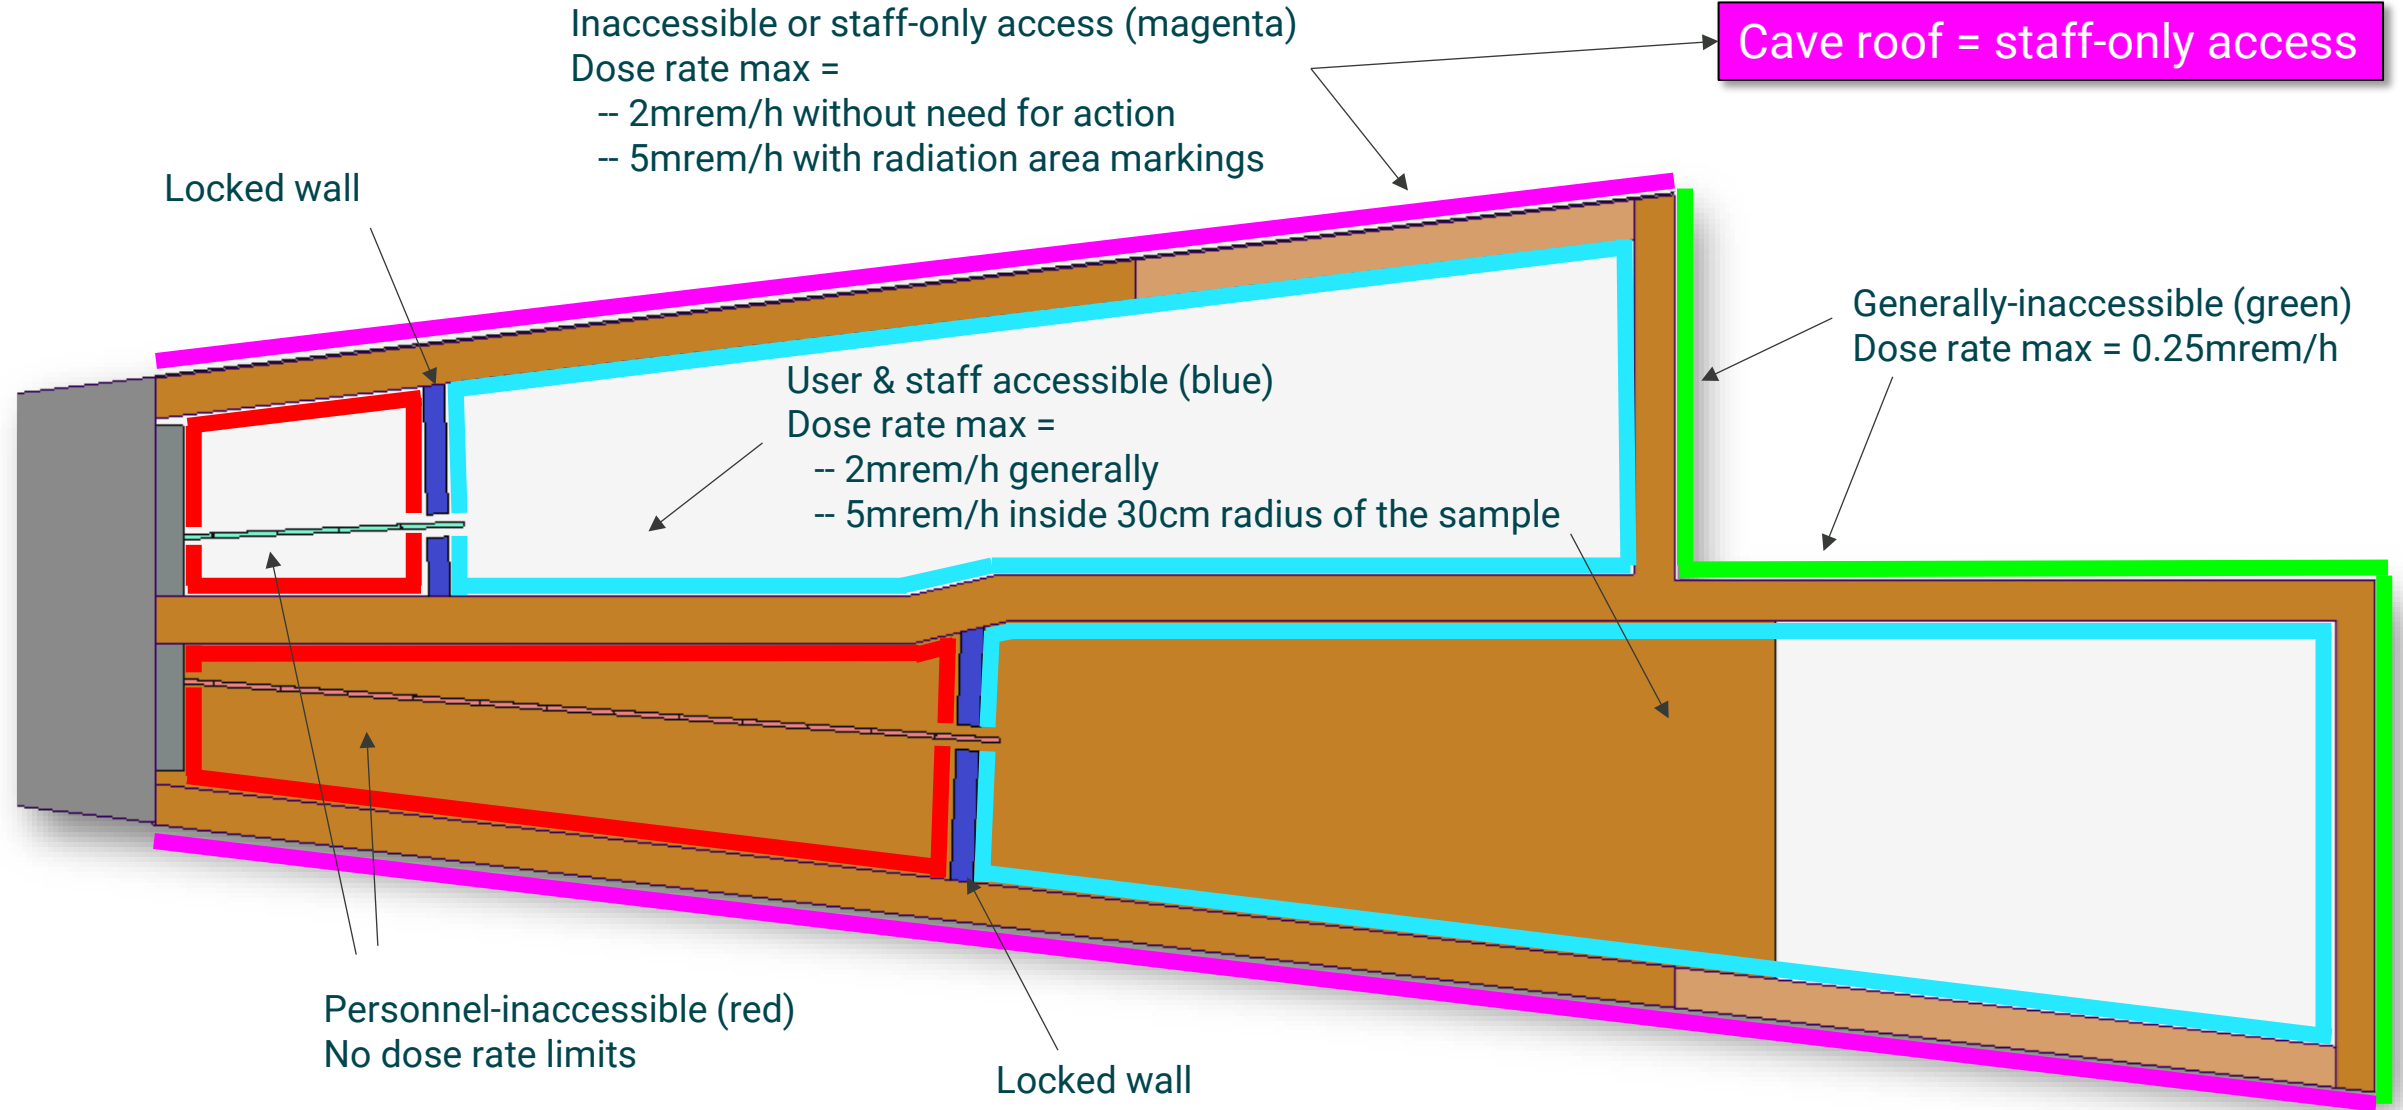 Inaccessible or staff-only access (magenta)
Dose rate max =
-- 2mrem/h without need for action
-- 5mrem/h with radiation area markings
Cave roof = staff-only access
Locked wall
Generally-inaccessible (green)
Dose rate max = 0.25mrem/h
User & staff accessible (blue)
Dose rate max =
-- 2mrem/h generally
-- 5mrem/h inside 30cm radius of the sample
Personnel-inaccessible (red)
No dose rate limits
Locked wall